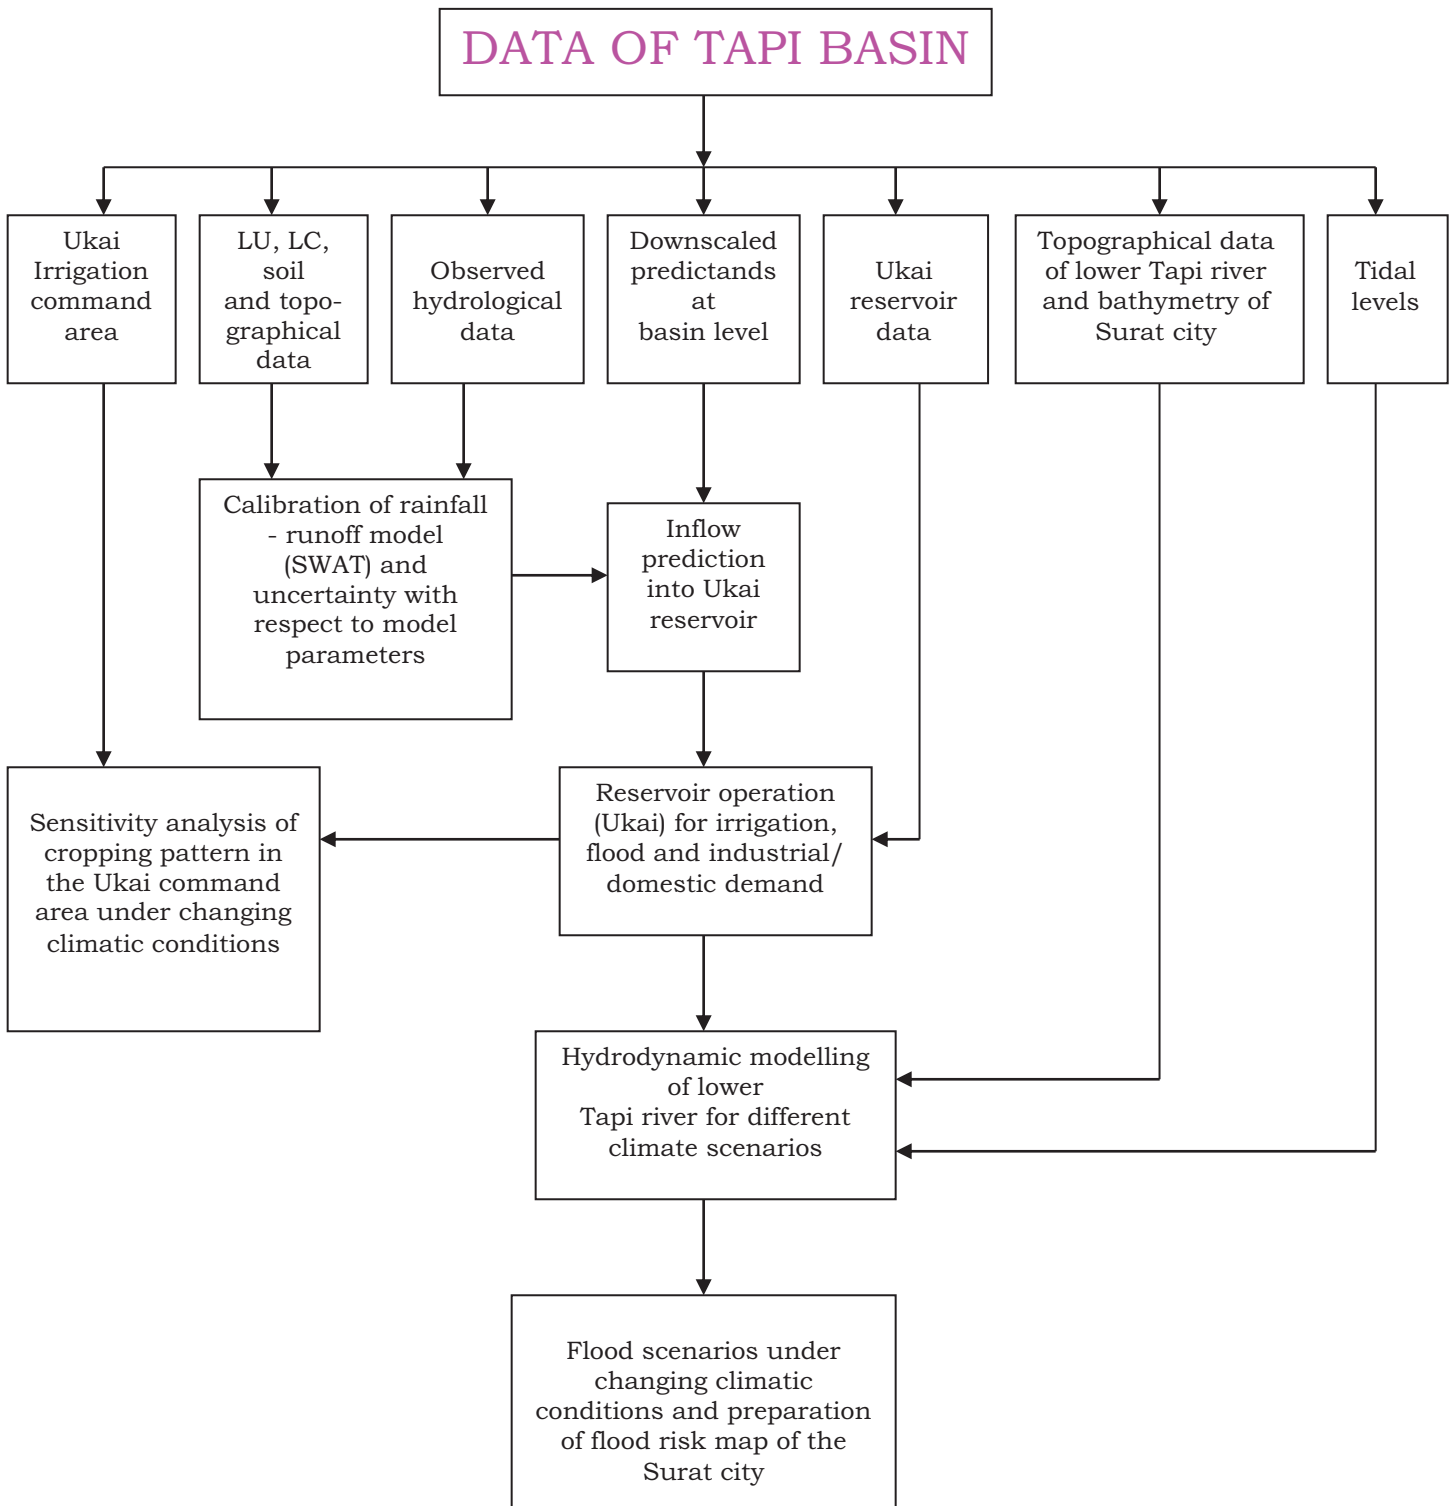 DATA OF TAPI BASIN
Ukai
Irrigation
command
area
LU, LC,
soil
and topo-
graphical
data
Observed
hydrological
data
Downscaled
predictands
at
basin level
Ukai
reservoir
data
Topographical data
of lower Tapi river
and bathymetry of
Surat city
Tidal
levels
Calibration of rainfall
- runoff model
(SWAT) and
uncertainty with
respect to model
parameters
Inflow
prediction
into Ukai
reservoir
Sensitivity analysis of
cropping pattern in
the Ukai command
area under changing
climatic conditions
Reservoir operation
(Ukai) for irrigation,
flood and industrial/
domestic demand
Hydrodynamic modelling
of lower
Tapi river for different
climate scenarios
Flood scenarios under
changing climatic
conditions and preparation
of flood risk map of the
Surat city